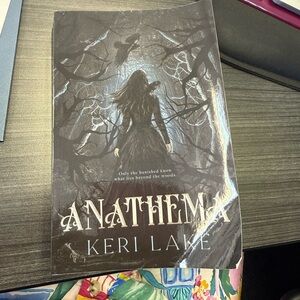 Only the banished know
what lies beyond the woods.
ANATHEMA
KERI LAKE